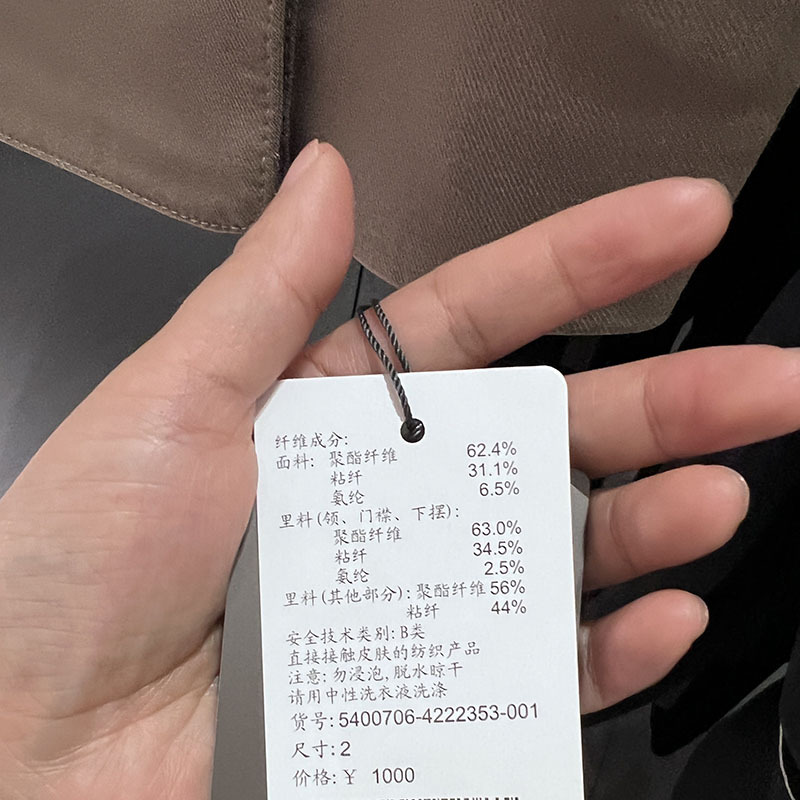 纤维成分:
面料: 聚酯纤维 62.4%
粘纤 31.1%
氨纶 6.5%
里料(领、门襟、下摆):
聚酯纤维 63.0%
粘纤 34.5%
氨纶 2.5%
里料(其他部分): 聚酯纤维 56%
粘纤 44%
安全技术类别: B类
直接接触皮肤的纺织产品
注意: 勿浸泡, 脱水晾干
请用中性洗衣液洗涤
货号: 5400706-4222353-001
尺寸: 2
价格: ¥ 1000